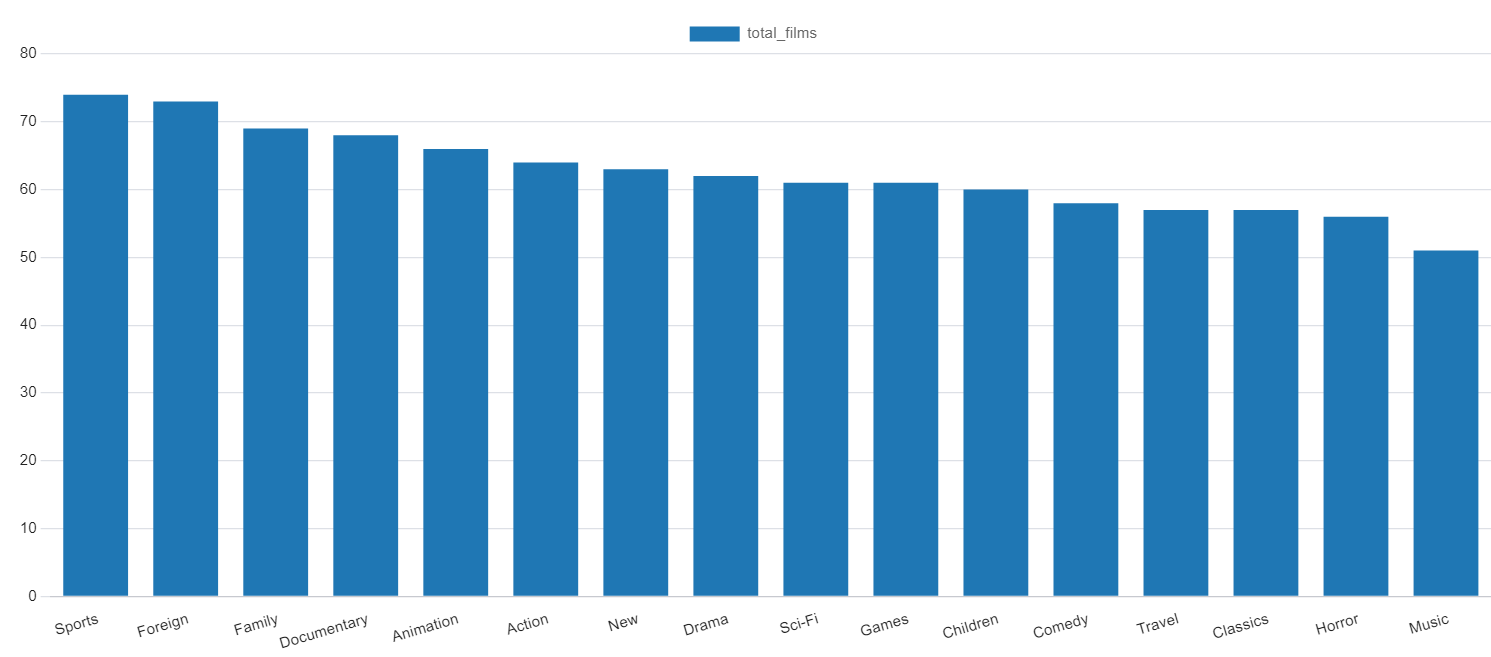 total_films
80
70
60
50
40
30
20
10
0
Sports
Foreign
Family
Documentary
Animation
Action
New
Drama
Sci-Fi
Games
Children
Comedy
Travel
Classics
Horror
Music